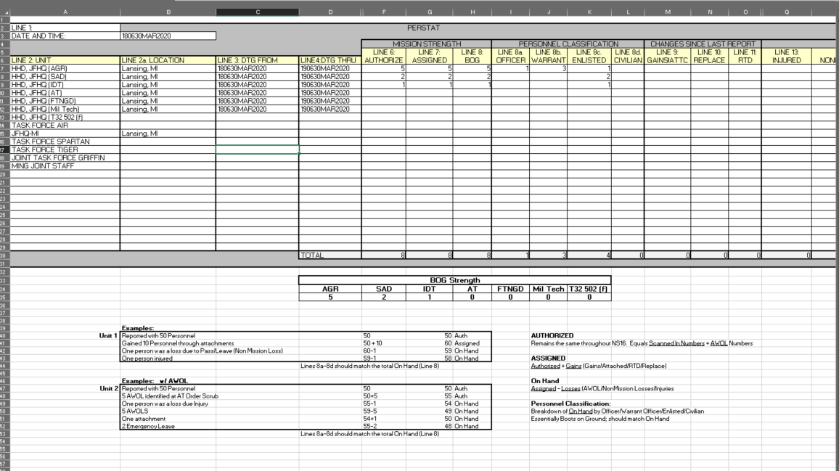 A B C D F G H I J K L M N O Q
LINE 1: PERSTAT
DATE AND TIME: 180630MAR2020
MISSION STRENGTH PERSONNEL CLASSIFICATION CHANGES SINCE LAST REPORT
LINE 6: LINE 7: LINE 8: LINE 8a. LINE 8b. LINE 8c. LINE 8d. LINE 9: LINE 10: LINE 11: LINE 13:
LINE 2: UNIT LINE 2a: LOCATION LINE 3: DTG FROM LINE4:DTG THRU AUTHORIZE ASSIGNED BOG OFFICER WARRANT ENLISTED CIVILIAN GAINS/ATTC REPLACE RTD INJURED NON
HHD, JFHQ (AGR) Lansing, MI 180630MAR2020 190630MAR2020 5 5 5 1 3 1
HHD, JFHQ (SAD) Lansing, MI 180630MAR2020 190630MAR2020 2 2 2 2
HHD, JFHQ (IDT) Lansing, MI 180630MAR2020 190630MAR2020 1 1 1
HHD, JFHQ (AT) Lansing, MI 180630MAR2020 190630MAR2020
HHD, JFHQ (FTNGD) Lansing, MI 180630MAR2020 190630MAR2020
HHD, JFHQ (Mil Tech) Lansing, MI 180630MAR2020 190630MAR2020
HHD, JFHQ (T32 502 (f)
TASK FORCE AIR
JFHQ-MI Lansing, MI
TASK FORCE SPARTAN
TASK FORCE TIGER
JOINT TASK FORCE GRIFFIN
MING JOINT STAFF
TOTAL 8 8 8 1 3 4 0 0 0 0 0
BOG Strength
AGR SAD IDT AT FTNGD Mil Tech T32 502 (f)
5 2 1 0 0 0 0
Examples:
Unit 1 Reported with 50 Personnel 50 50 Auth
Gained 10 Personnel through attachments 50 + 10 60 Assigned
One person was a loss due to Pass/Leave (Non Mission Loss) 60-1 59 On Hand
One person injured 59-1 58 On Hand
Lines 8a-8d should match the total On Hand (Line 8)
Examples: w/ AWOL
Unit 2 Reported with 50 Personnel 50 50 Auth
5 AWOL Identified at AT Order Scrub 50+5 55 Auth
One person was a loss due Injury 55-1 54 On Hand
5 AWOLS 59-5 49 On Hand
One attachment 54+1 50 On Hand
2 Emergency Leave 55-2 48 On Hand
Lines 8a-8d should match the total On Hand (Line 8)
AUTHORIZED
Remains the same throughout NS16. Equals Scanned In Numbers + AWOL Numbers
ASSIGNED
Authorized + Gains (Gains/Attached/RTD/Replace)
On Hand
Assigned - Losses (AWOL/Non Mission Losses/Injuries
Personnel Classification:
Breakdown of On Hand by Officer/Warrant Offices/Enlisted/Civilian
Essentially Boots on Ground; should match On Hand